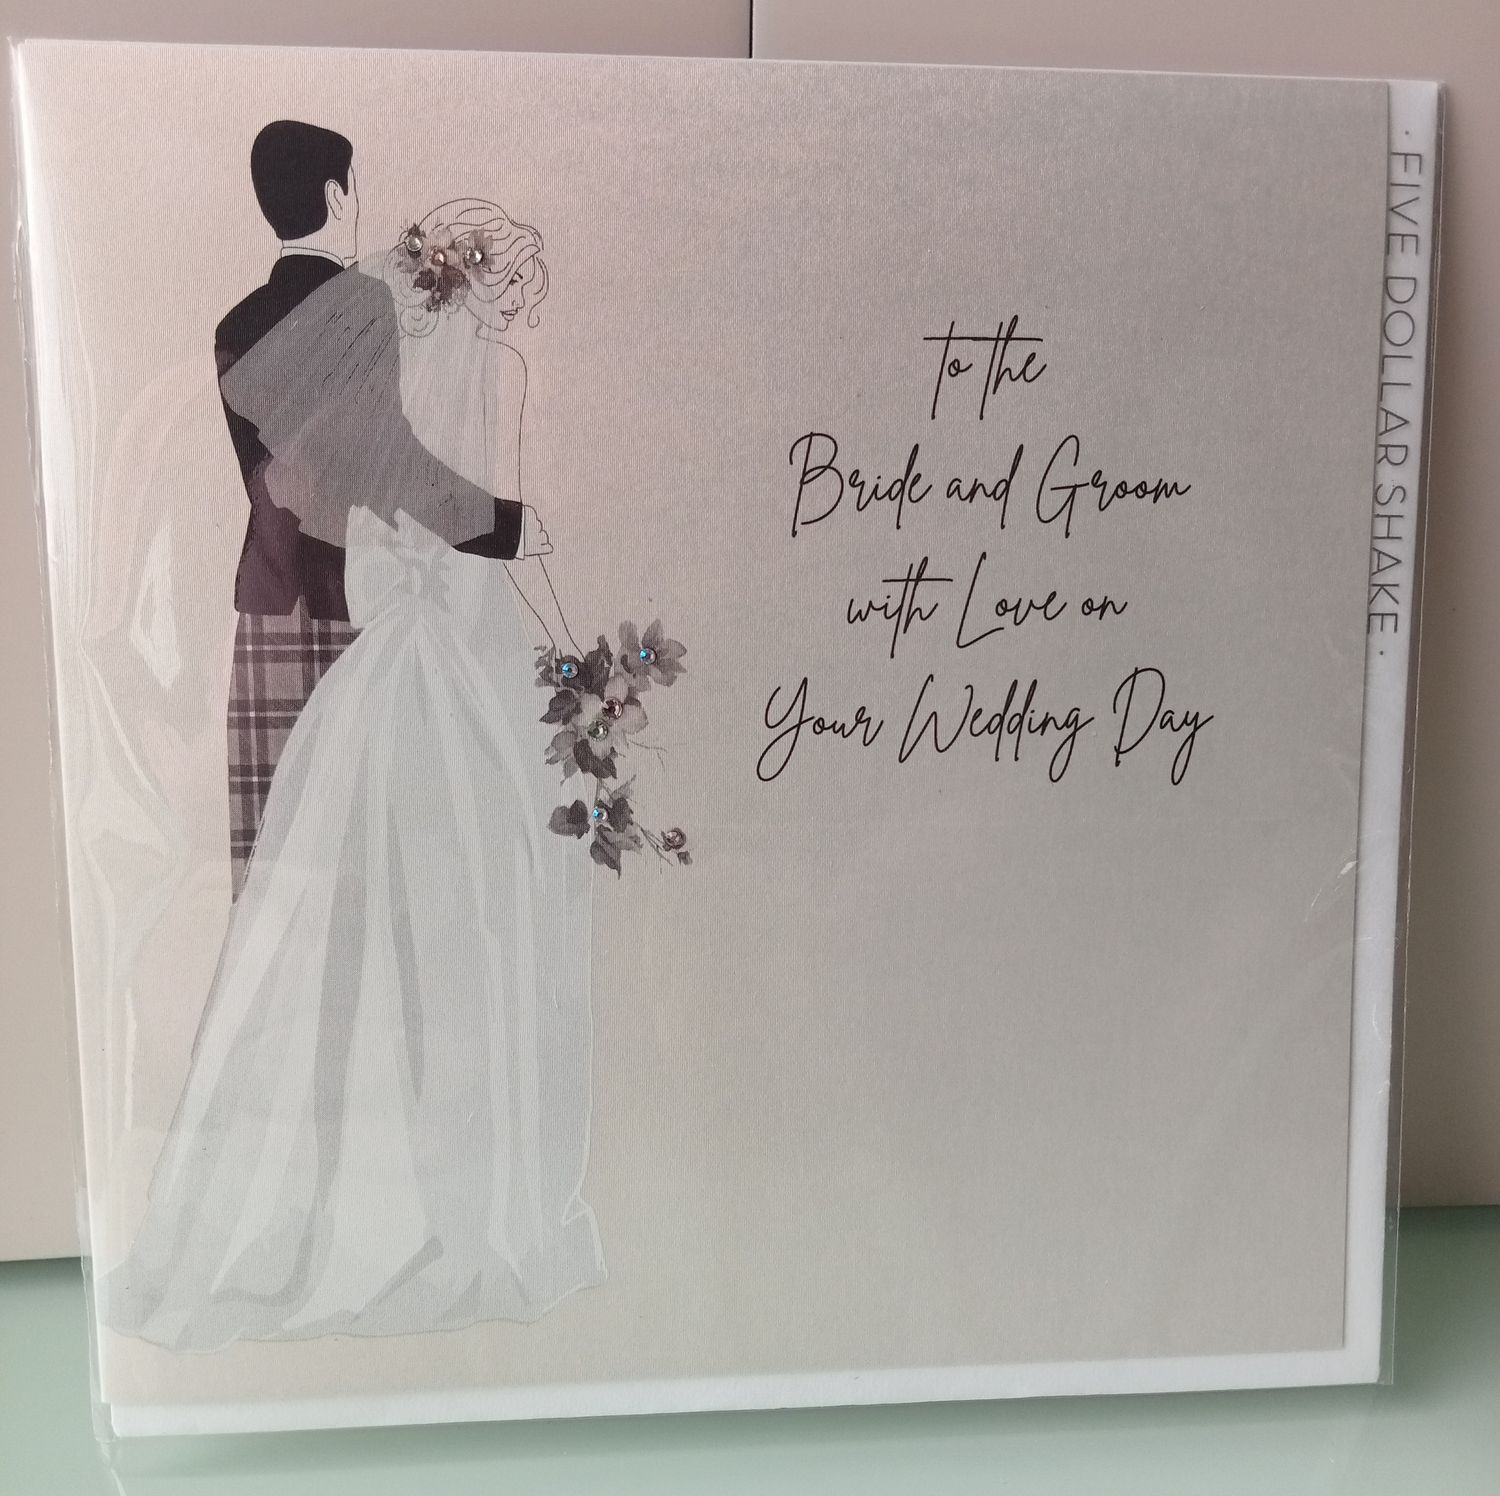 to the
Bride and Groom
with Love on
Your Wedding Day
· FIVE DOLLAR SHAKE ·